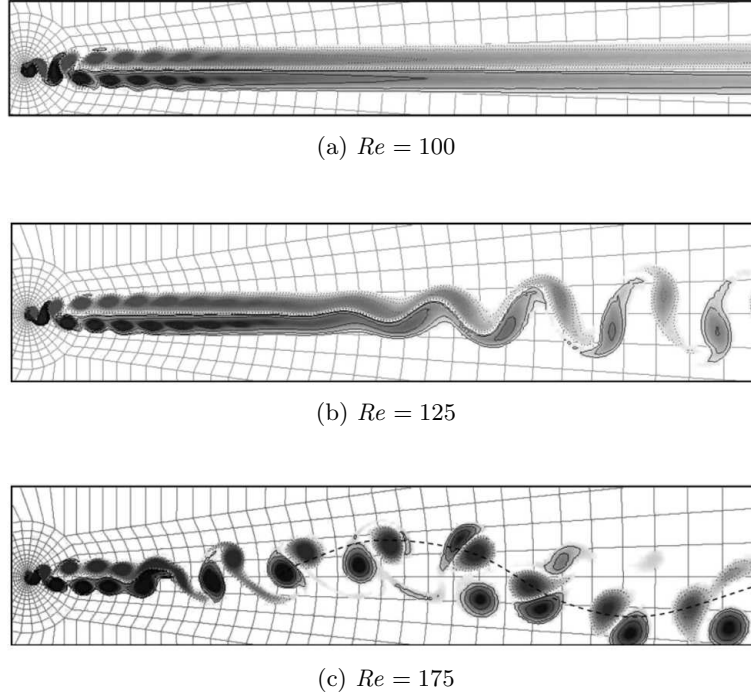 (a) Re = 100
(b) Re = 125
(c) Re = 175